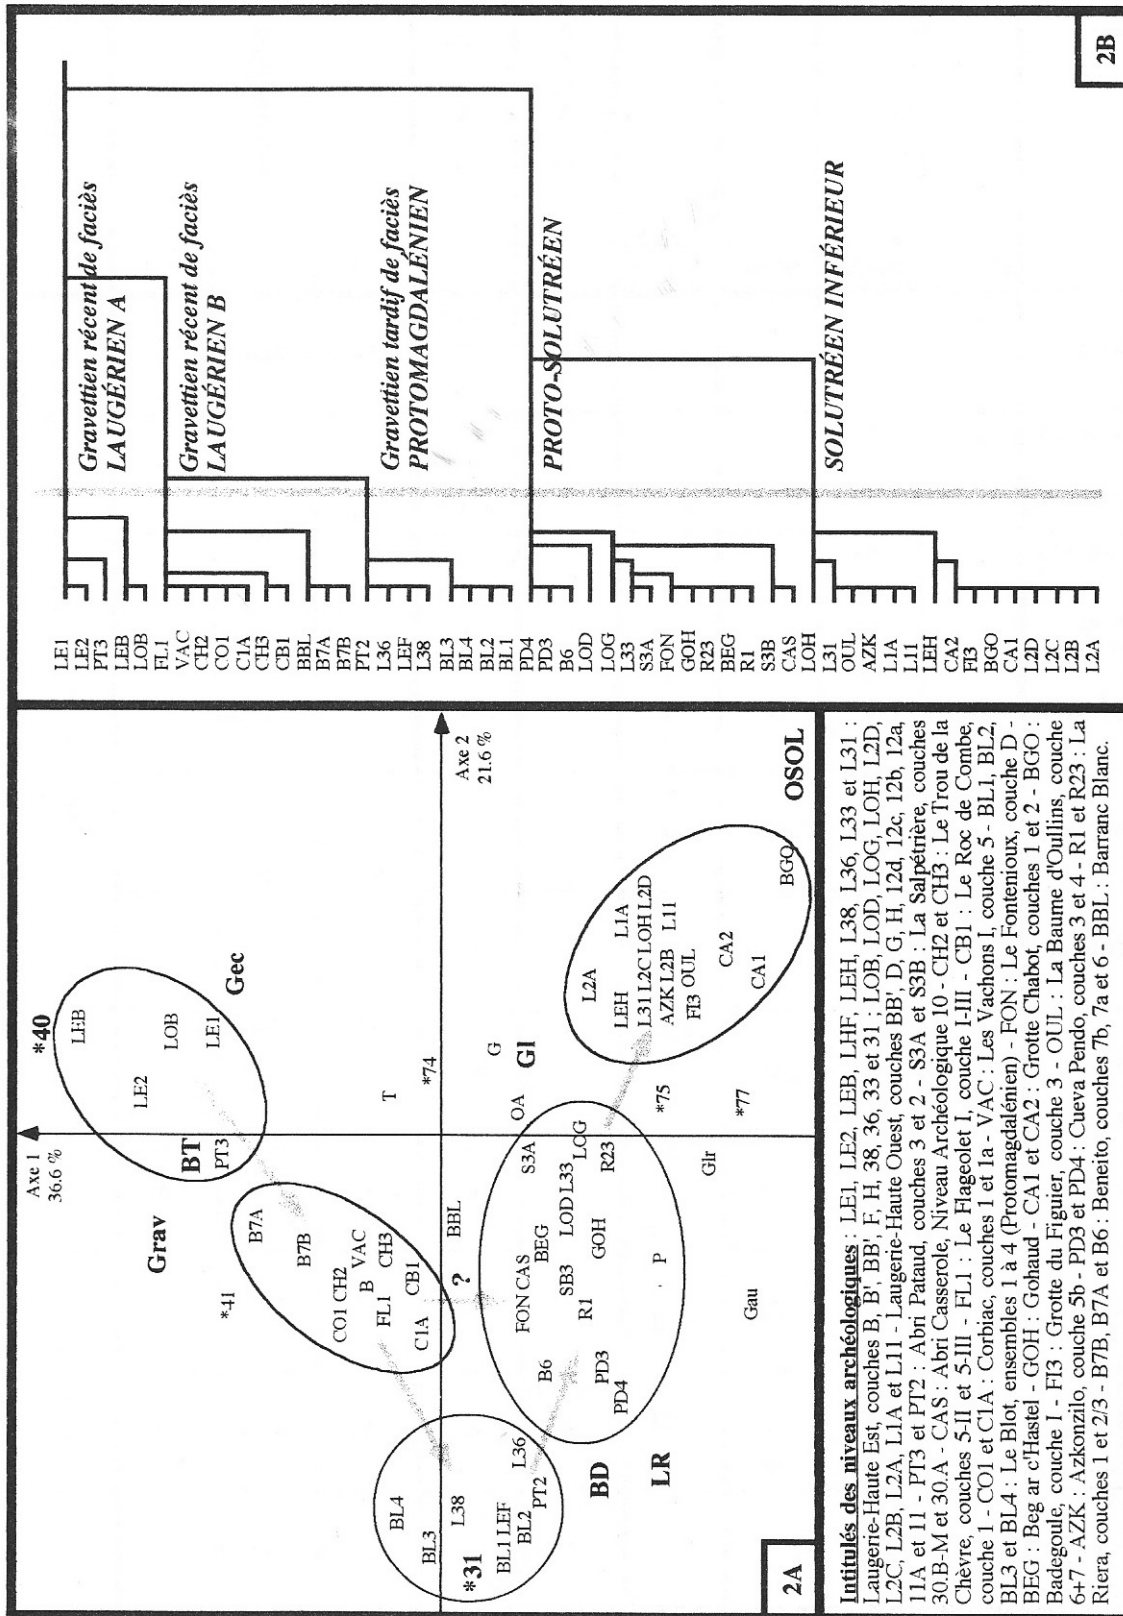 Axe 1
36.6 %
*40
LEB
LE2
LOB
LE1
Gec
BT
PT3
Grav
B7A
B7B
*41
CO1 CH2
VAC
B
FL1
CH3
CB1
C1A
T
*74
Axe 2
21.6 %
BBL
?
BL4
BL3
L38
*31
BL1 LEF
BL2
L36
PT2
G
OA
GI
S3A
FON CAS
BEG
LOD L33
LOG
SB3
R23
GOH
R1
B6
PD3
PD4
BD
LR
P
*75
*77
Glr
Gau
L2A
LEH
L1A
L31 L2C LOH L2D
AZK L2B L11
FI3 OUL
CA2
CA1
BGO
OSOL
2A
LE1
LE2
PT3
LEB
LOB
FL1
VAC
CH2
CO1
C1A
CH3
CB1
BBL
B7A
B7B
PT2
L36
LEF
L38
BL3
BL4
BL2
BL1
PD4
PD3
B6
LOD
LOG
L33
S3A
FON
GOH
R23
BEG
R1
S3B
CAS
LOH
L31
OUL
AZK
L1A
L11
LEH
CA2
FI3
BGO
CA1
L2D
L2C
L2B
L2A
Gravettien récent de faciès
LAUGÉRIEN A
Gravettien récent de faciès
LAUGÉRIEN B
Gravettien tardif de faciès
PROTOMAGDALÉNIEN
PROTO-SOLUTRÉEN
SOLUTRÉEN INFÉRIEUR
2B
Intitulés des niveaux archéologiques : LE1, LE2, LEB, LHF, LEH, L38, L36, L33 et L31 :
Laugerie-Haute Est, couches B, B', BB', F, H, 38, 36, 33 et 31 ; LOB, LOD, LOG, LOH, L2D,
L2C, L2B, L2A, L1A et L11 - Laugerie-Haute Ouest, couches BB', D, G, H, 12d, 12c, 12b, 12a,
11A et 11 - PT3 et PT2 : Abri Pataud, couches 3 et 2 - S3A et S3B : La Salpêtrière, couches
30.B-M et 30.A - CAS : Abri Casserole, Niveau Archéologique 10 - CH2 et CH3 : Le Trou de la
Chèvre, couches 5-II et 5-III - FL1 : Le Flageolet I, couche I-III - CB1 : Le Roc de Combe,
couche 1 - CO1 et C1A : Corbiac, couches 1 et 1a - VAC : Les Vachons I, couche 5 - BL1, BL2,
BL3 et BL4 : Le Blot, ensembles 1 à 4 (Protomagdalénien) - FON : Le Fontenioux, couche D -
BEG : Beg ar c'Hastel - GOH : Gohaud - CA1 et CA2 : Grotte Chabot, couches 1 et 2 - BGO :
Badegoule, couche I - FI3 : Grotte du Figuier, couche 3 - OUL : La Baume d'Oullins, couche
6+7 - AZK : Azkonzilo, couche 5b - PD3 et PD4 : Cueva Pendo, couches 3 et 4 - R1 et R23 : La
Riera, couches 1 et 2/3 - B7B, B7A et B6 : Beneito, couches 7b, 7a et 6 - BBL : Barranc Blanc.